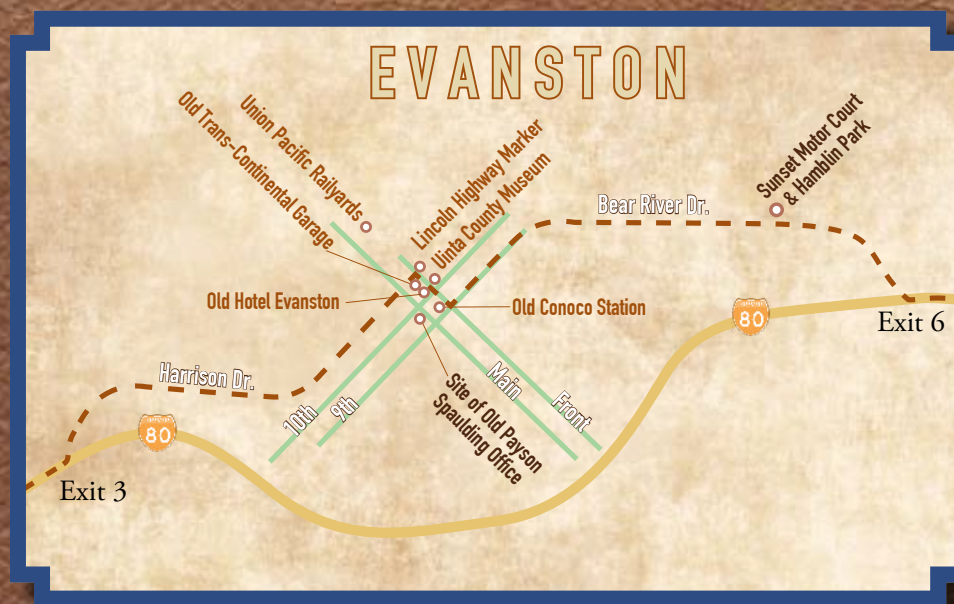 EVANSTON
Union Pacific Railyards
Old Trans-Continental Garage
Lincoln Highway Marker
Uinta County Museum
Sunset Motor Court
& Hamblin Park
Bear River Dr.
Old Hotel Evanston
Old Conoco Station
80
Exit 6
Harrison Dr.
Main
Front
10th
9th
Site of Old Payson
Spaulding Office
80
Exit 3